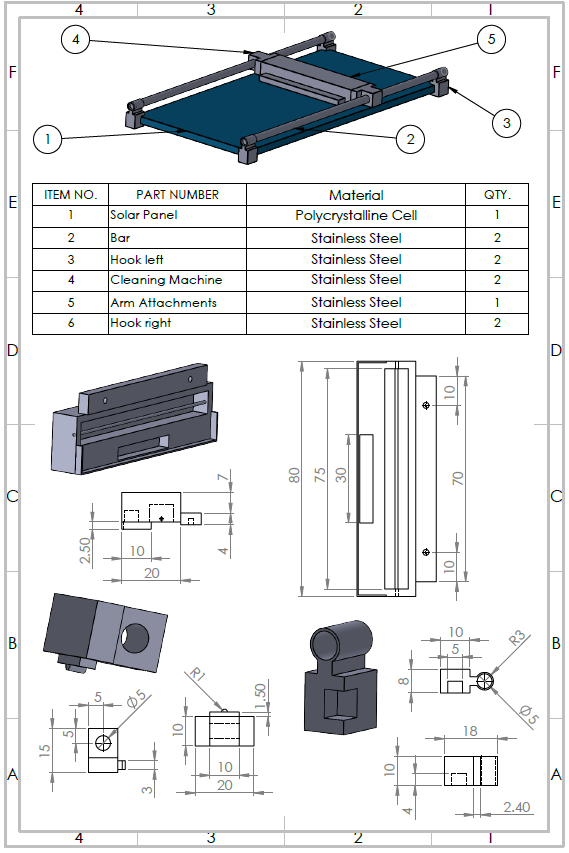 4 3 2 1
4 5
F F
1 2 3
ITEM NO. PART NUMBER Material QTY.
E E
1 Solar Panel Polycrystalline Cell 1
2 Bar Stainless Steel 2
3 Hook left Stainless Steel 2
4 Cleaning Machine Stainless Steel 2
5 Arm Attachments Stainless Steel 1
6 Hook right Stainless Steel 2
D D
10
80 75 30 70
7
C C
2.50 10 4
20
10
B B
10 R3
5
8
Ø5
5 Ø5
R1 1.50
15 5
10
10
20
3
18
10
4
2.40
A A
4 3 2 1